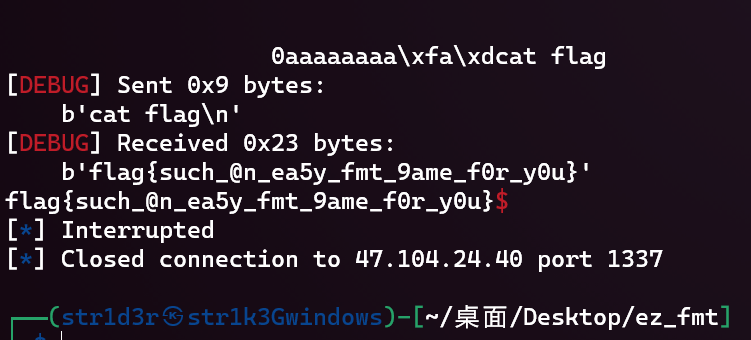 0aaaaaaaa\xfa\xdcat flag
[DEBUG] Sent 0x9 bytes:
b'cat flag\n'
[DEBUG] Received 0x23 bytes:
b'flag{such_@n_ea5y_fmt_9ame_f0r_y0u}'
flag{such_@n_ea5y_fmt_9ame_f0r_y0u}$
[*] Interrupted
[*] Closed connection to 47.104.24.40 port 1337
┌──(str1d3r㉿str1k3Gwindows)-[~/桌面/Desktop/ez_fmt]